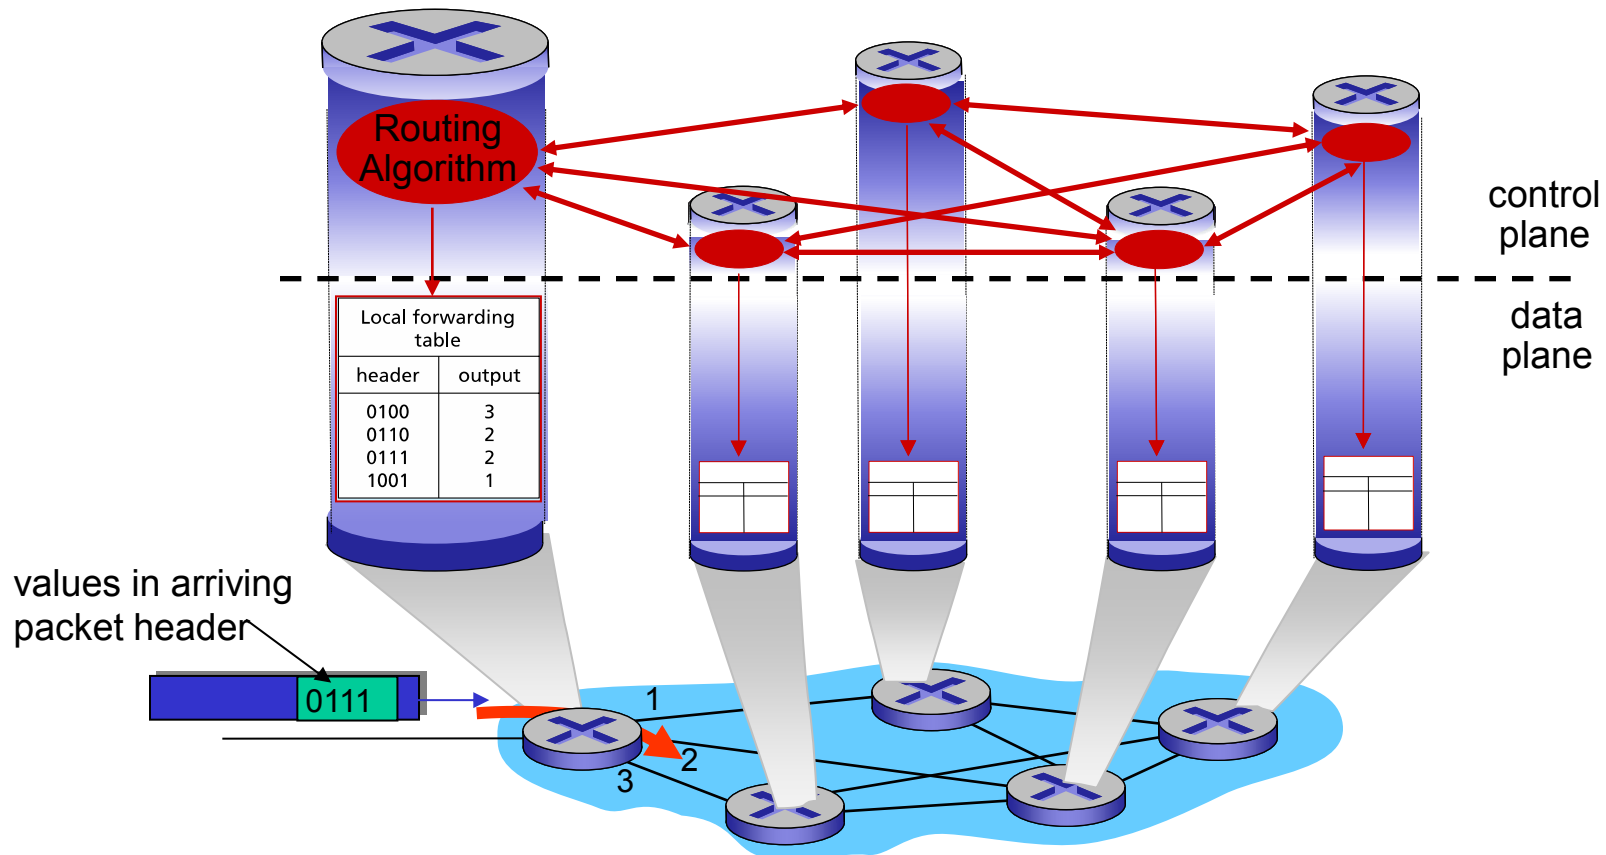 Routing
Algorithm
control
plane
data
plane
Local forwarding
table
header output
0100 3
0110 2
0111 2
1001 1
values in arriving
packet header
0111
1
2
3